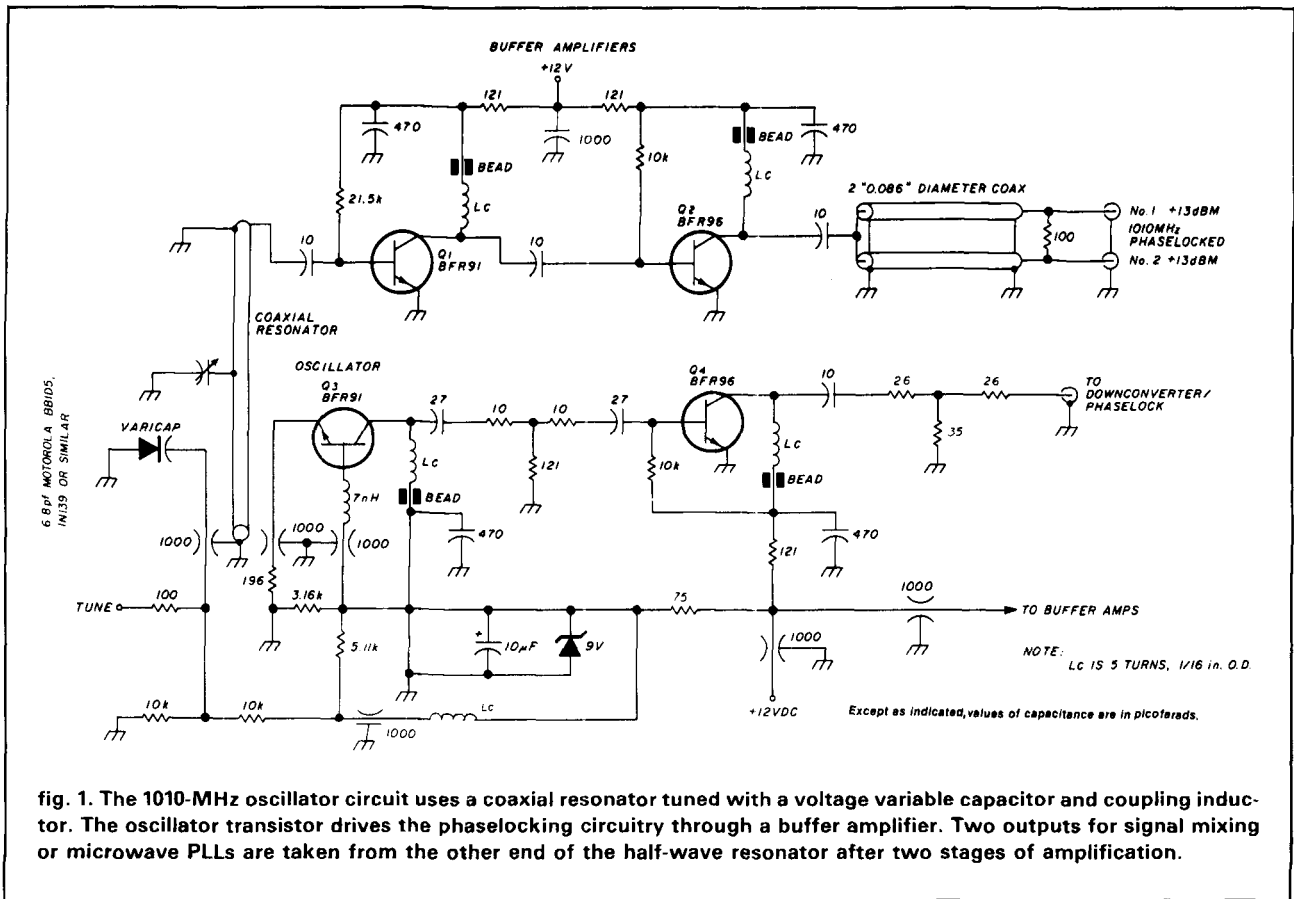 BUFFER AMPLIFIERS
+12V
121
121
470
1000
470
BEAD
BEAD
10k
21.5k
LC
LC
2 "0.086" DIAMETER COAX
10
Q1
BFR91
10
Q2
BFR96
10
100
No.1 +13dBM
1010MHz
PHASELOCKED
No.2 +13dBM
COAXIAL
RESONATOR
OSCILLATOR
Q3
BFR91
27
10
10
27
Q4
BFR96
10
26
26
TO
DOWNCONVERTER/
PHASELOCK
35
6.8pf MOTOROLA BB105,
IN139 OR SIMILAR
VARICAP
LC
121
10k
LC
7nH
BEAD
BEAD
1000
1000
1000
470
470
196
121
TUNE
100
3.16k
75
1000
TO BUFFER AMPS
5.11k
+
10µF
9V
1000
NOTE:
LC IS 5 TURNS, 1/16 in. O.D.
10k
10k
LC
1000
+12VDC
Except as indicated, values of capacitance are in picofarads.
fig. 1. The 1010-MHz oscillator circuit uses a coaxial resonator tuned with a voltage variable capacitor and coupling induc-
tor. The oscillator transistor drives the phaselocking circuitry through a buffer amplifier. Two outputs for signal mixing
or microwave PLLs are taken from the other end of the half-wave resonator after two stages of amplification.